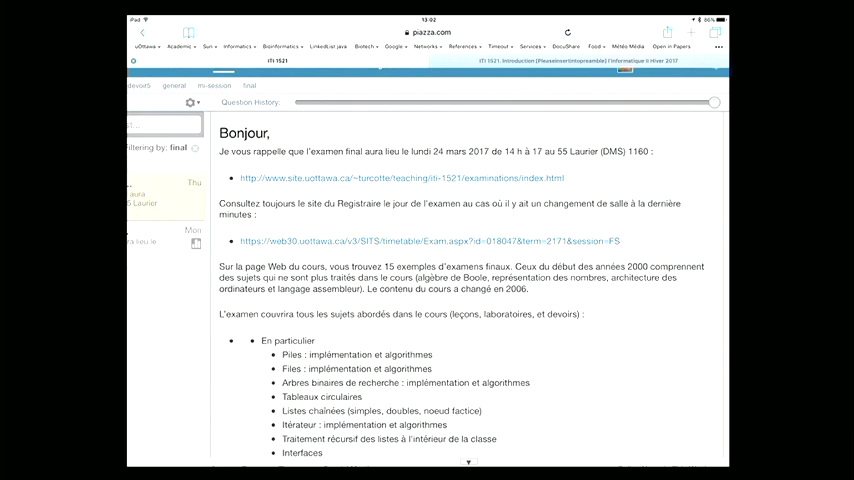 iPad
13:02
86%
piazza.com
uOttawa Academic Sun Informatics Bioinformatics LinkedList java Biotech Google Networks References Timeout Services DocuShare Food Météo Média Open in Papers
ITI 1521
ITI 1521. Introduction [Pleaseinsertintopreamble] l'informatique II Hiver 2017
devoir5 general mi-session final
Question History:
Bonjour,
Je vous rappelle que l'examen final aura lieu le lundi 24 mars 2017 de 14 h à 17 au 55 Laurier (DMS) 1160 :
filtering by: final
http://www.site.uottawa.ca/~turcotte/teaching/iti-1521/examinations/index.html
Thu
aura
5 Laurier
Consultez toujours le site du Registraire le jour de l'examen au cas où il y ait un changement de salle à la dernière
minutes :
Mon
ra lieu le
https://web30.uottawa.ca/v3/SITS/timetable/Exam.aspx?id=018047&term=2171&session=FS
Sur la page Web du cours, vous trouvez 15 exemples d'examens finaux. Ceux du début des années 2000 comprennent
des sujets qui ne sont plus traités dans le cours (algèbre de Boole, représentation des nombres, architecture des
ordinateurs et langage assembleur). Le contenu du cours a changé en 2006.
L'examen couvrira tous les sujets abordés dans le cours (leçons, laboratoires, et devoirs) :
En particulier
Piles : implémentation et algorithmes
Files : implémentation et algorithmes
Arbres binaires de recherche : implémentation et algorithmes
Tableaux circulaires
Listes chaînées (simples, doubles, noeud factice)
Itérateur : implémentation et algorithmes
Traitement récursif des listes à l'intérieur de la classe
Interfaces